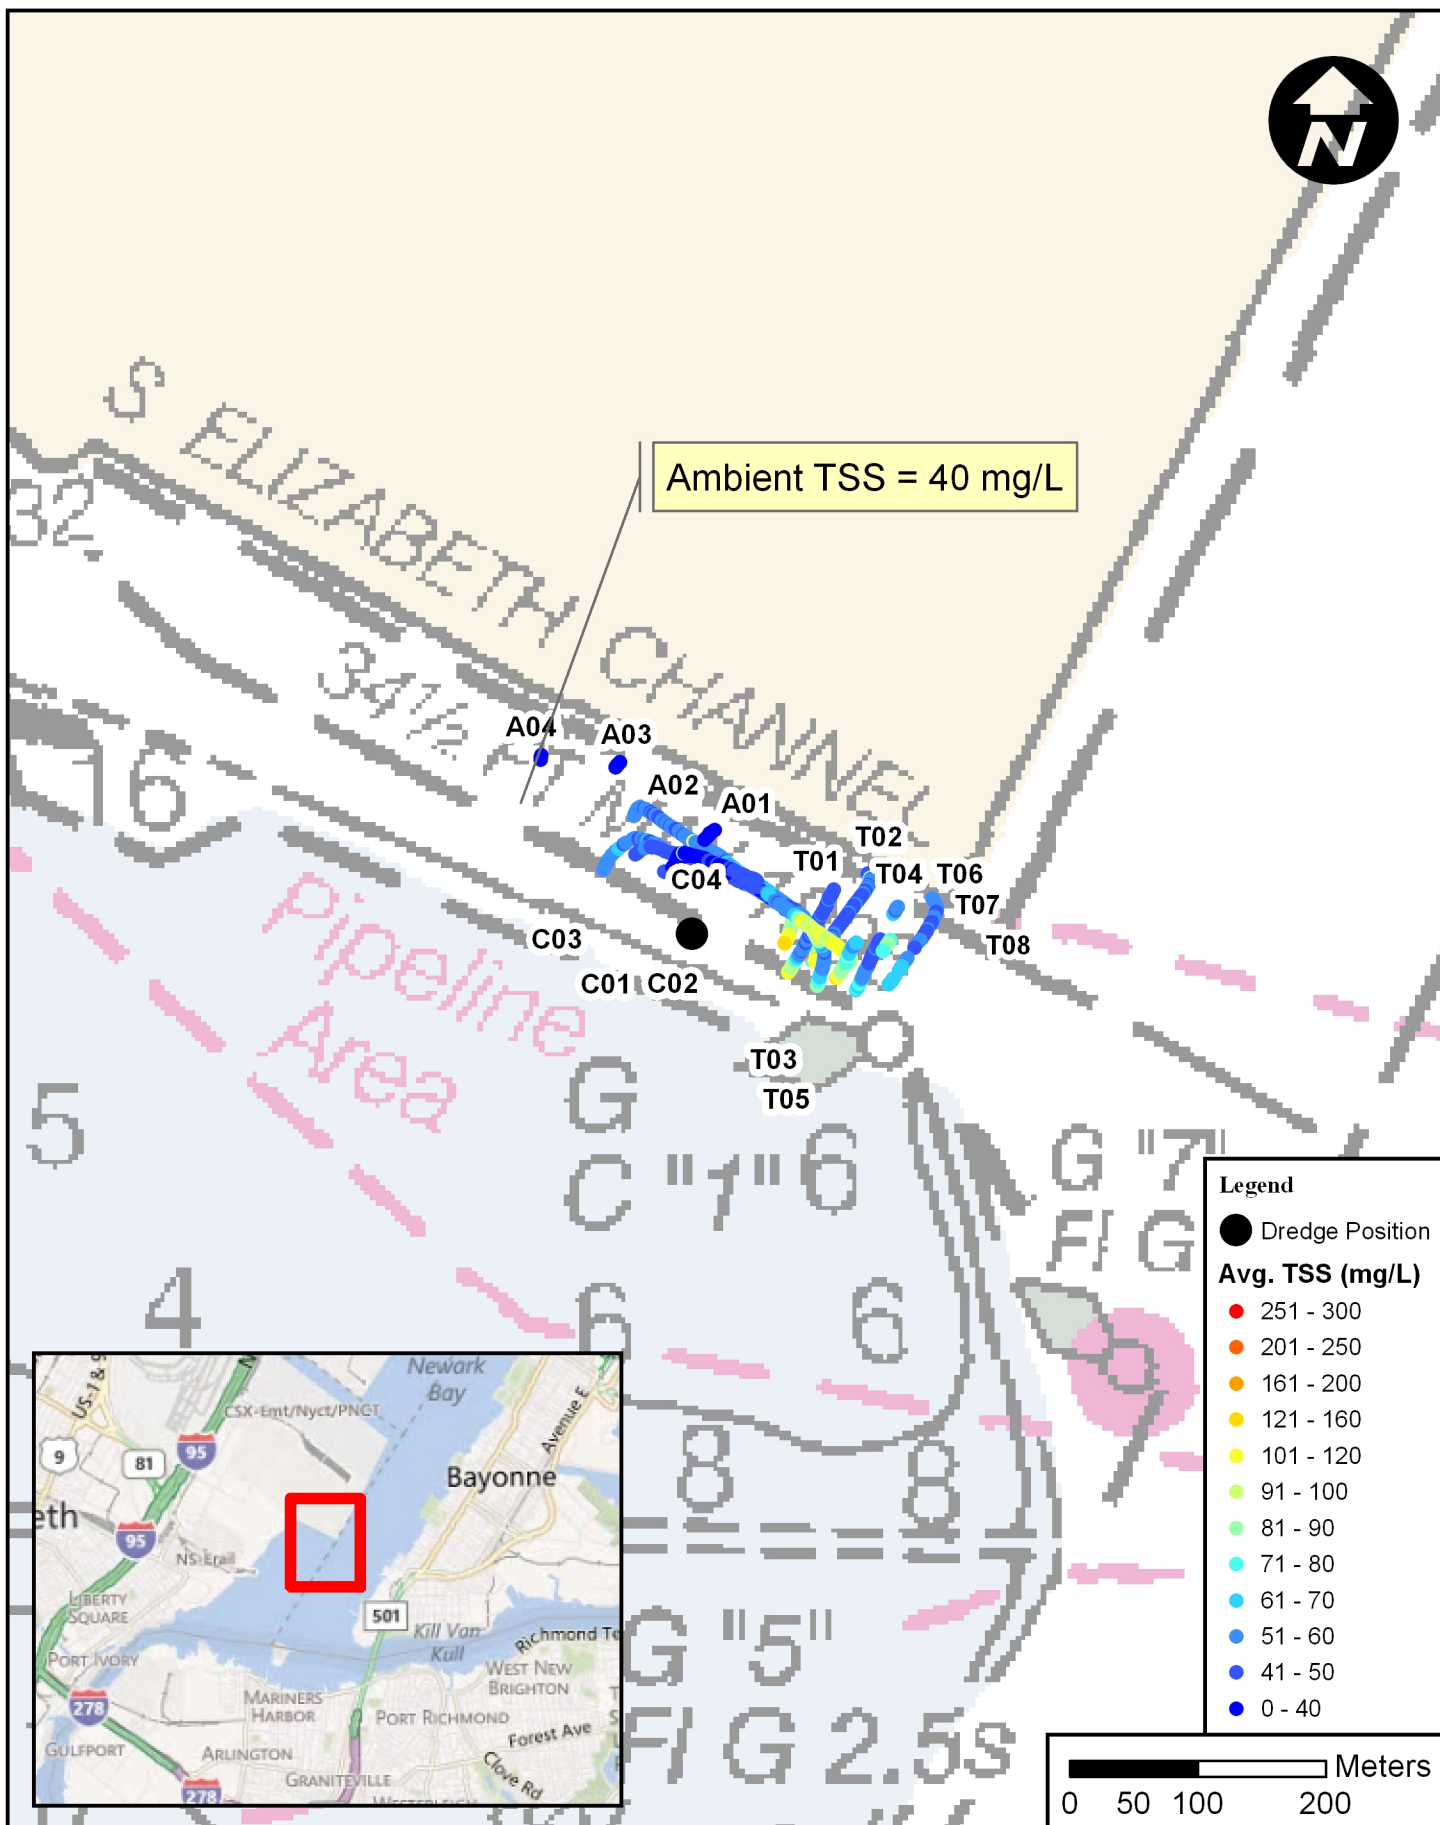 N
S ELIZABETH CHANNEL
Ambient TSS = 40 mg/L
32
34½ FT
A04
A03
A02
A01
T02
T01
T04
T06
C04
T07
T08
C03
C01
C02
16
Pipeline
Area
T03
T05
G
C "1"
6
5
4
6
6
G "7"
Fl G
8
8
G "5"
Fl G 2.5s
Legend
Dredge Position
Avg. TSS (mg/L)
251 - 300
201 - 250
161 - 200
121 - 160
101 - 120
91 - 100
81 - 90
71 - 80
61 - 70
51 - 60
41 - 50
0 - 40
Meters
0 50 100 200
Newark
Bay
US-1 & 9
CSX-Emt/Nyct/PNCT
Avenue E
9
81
95
Bayonne
eth
95
NS-Erail
LIBERTY
SQUARE
501
Kill Van
Kull
Richmond Te
PORT IVORY
WEST NEW
BRIGHTON
278
MARINERS
HARBOR
PORT RICHMOND
Forest Ave
GULFPORT
ARLINGTON
Clove Rd
GRANITEVILLE
278
WESTERLEIGH